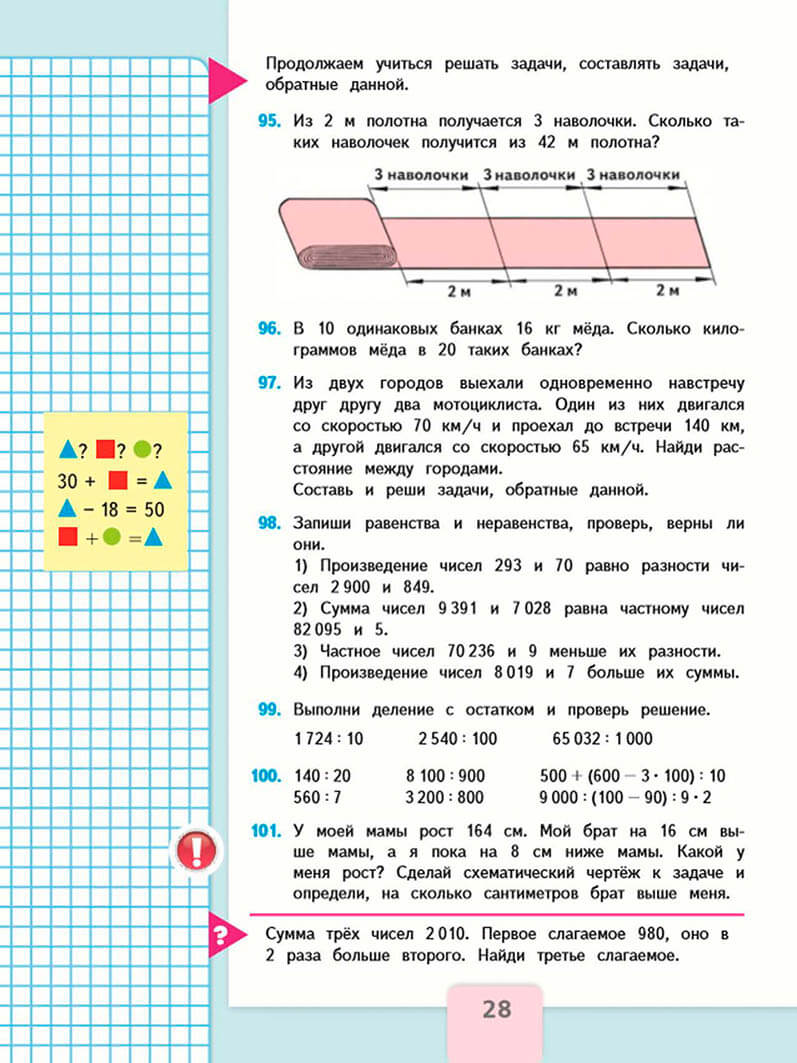 Продолжаем учиться решать задачи, составлять задачи,
обратные данной.
95. Из 2 м полотна получается 3 наволочки. Сколько та-
ких наволочек получится из 42 м полотна?
3 наволочки 3 наволочки 3 наволочки
2 м 2 м 2 м
96. В 10 одинаковых банках 16 кг мёда. Сколько кило-
граммов мёда в 20 таких банках?
97. Из двух городов выехали одновременно навстречу
друг другу два мотоциклиста. Один из них двигался
со скоростью 70 км/ч и проехал до встречи 140 км,
а другой двигался со скоростью 65 км/ч. Найди рас-
стояние между городами.
Составь и реши задачи, обратные данной.
▲? ■? ●?
30 + ■ = ▲
▲ − 18 = 50
■ + ● = ▲
98. Запиши равенства и неравенства, проверь, верны ли
они.
1) Произведение чисел 293 и 70 равно разности чи-
сел 2 900 и 849.
2) Сумма чисел 9 391 и 7 028 равна частному чисел
82 095 и 5.
3) Частное чисел 70 236 и 9 меньше их разности.
4) Произведение чисел 8 019 и 7 больше их суммы.
99. Выполни деление с остатком и проверь решение.
1 724 : 10 2 540 : 100 65 032 : 1 000
100. 140 : 20 8 100 : 900 500 + (600 − 3 · 100) : 10
560 : 7 3 200 : 800 9 000 : (100 − 90) : 9 · 2
101. У моей мамы рост 164 см. Мой брат на 16 см вы-
ше мамы, а я пока на 8 см ниже мамы. Какой у
меня рост? Сделай схематический чертёж к задаче и
определи, на сколько сантиметров брат выше меня.
!
?
Сумма трёх чисел 2 010. Первое слагаемое 980, оно в
2 раза больше второго. Найди третье слагаемое.
28